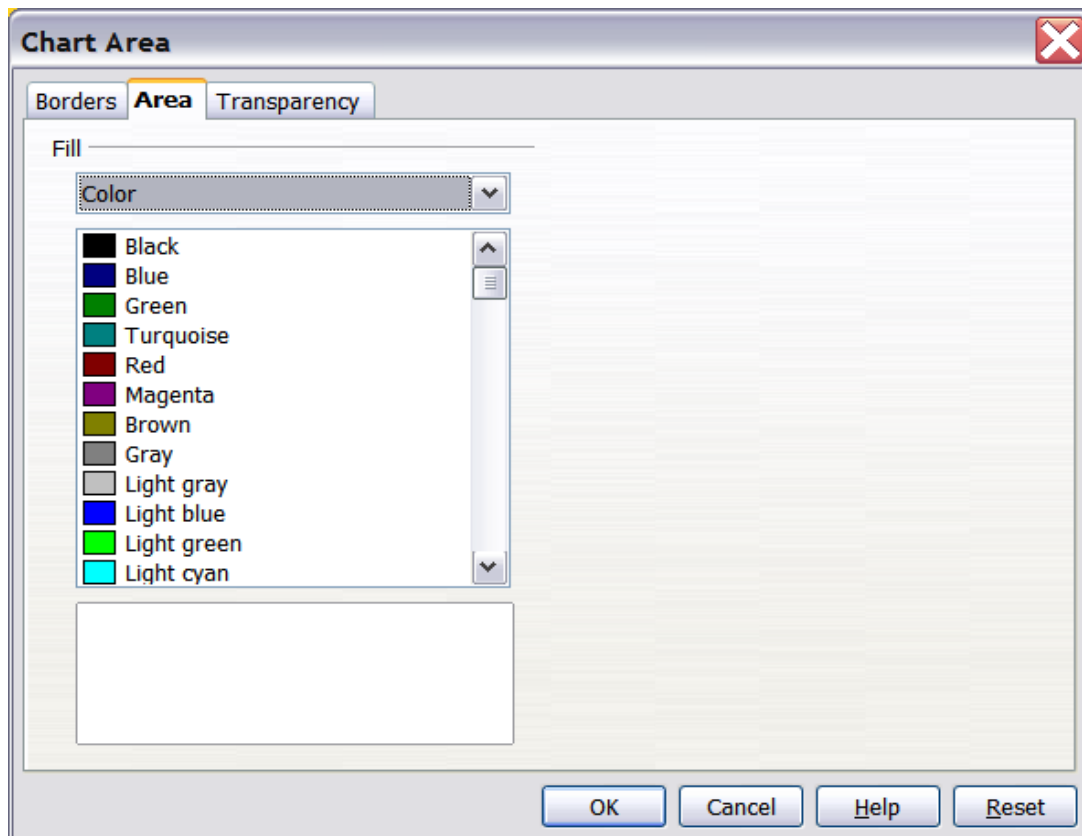 Chart Area
Borders Area Transparency
Fill
Color
Black
Blue
Green
Turquoise
Red
Magenta
Brown
Gray
Light gray
Light blue
Light green
Light cyan
OK Cancel Help Reset